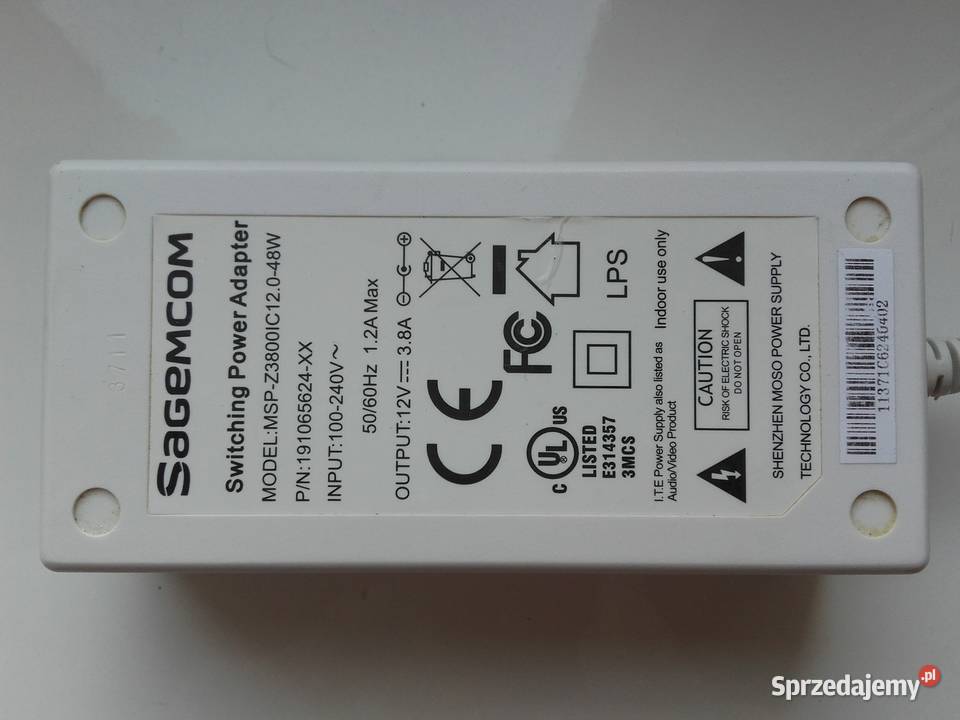 SAGEMCOM
Switching Power Adapter
MODEL:MSP-Z3800IC12.0-48W
P/N:191065624-XX
INPUT:100-240V~
50/60Hz 1.2A Max
OUTPUT:12V⎓3.8A
CE
FC
LPS
C UL US
LISTED
E314357
3MCS
I.T.E Power Supply also listed as
Audio/Video Product
Indoor use only
CAUTION
RISK OF ELECTRIC SHOCK
DO NOT OPEN
SHENZHEN MOSO POWER SUPPLY
TECHNOLOGY CO., LTD.
3711
Sprzedajemy.pl